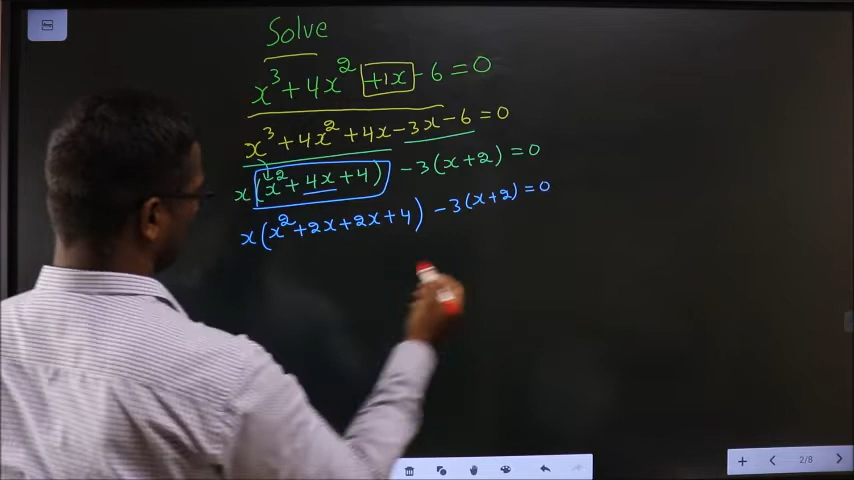 Solve
x³ + 4x² +1x - 6 = 0
x³ + 4x² + 4x - 3x - 6 = 0
x(x² + 4x + 4) - 3(x + 2) = 0
x(x² + 2x + 2x + 4) - 3(x + 2) = 0
2/8